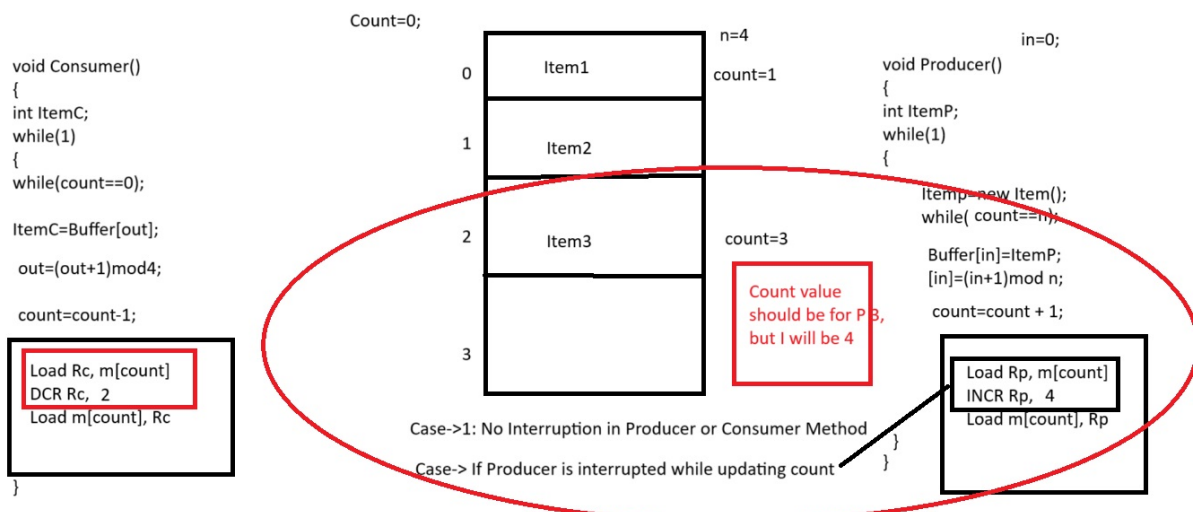 Count=0;
void Consumer()
{
int ItemC;
while(1)
{
while(count==0);
ItemC=Buffer[out];
out=(out+1)mod4;
count=count-1;
Load Rc, m[count]
DCR Rc, 2
Load m[count], Rc
}
0
Item1
1
Item2
2
Item3
3
n=4
count=1
count=3
Count value
should be for P 3,
but I will be 4
Case->1: No Interruption in Producer or Consumer Method
Case-> If Producer is interrupted while updating count
in=0;
void Producer()
{
int ItemP;
while(1)
{
Itemp=new Item();
while( count==n);
Buffer[in]=ItemP;
[in]=(in+1)mod n;
count=count + 1;
Load Rp, m[count]
INCR Rp, 4
Load m[count], Rp
}
}